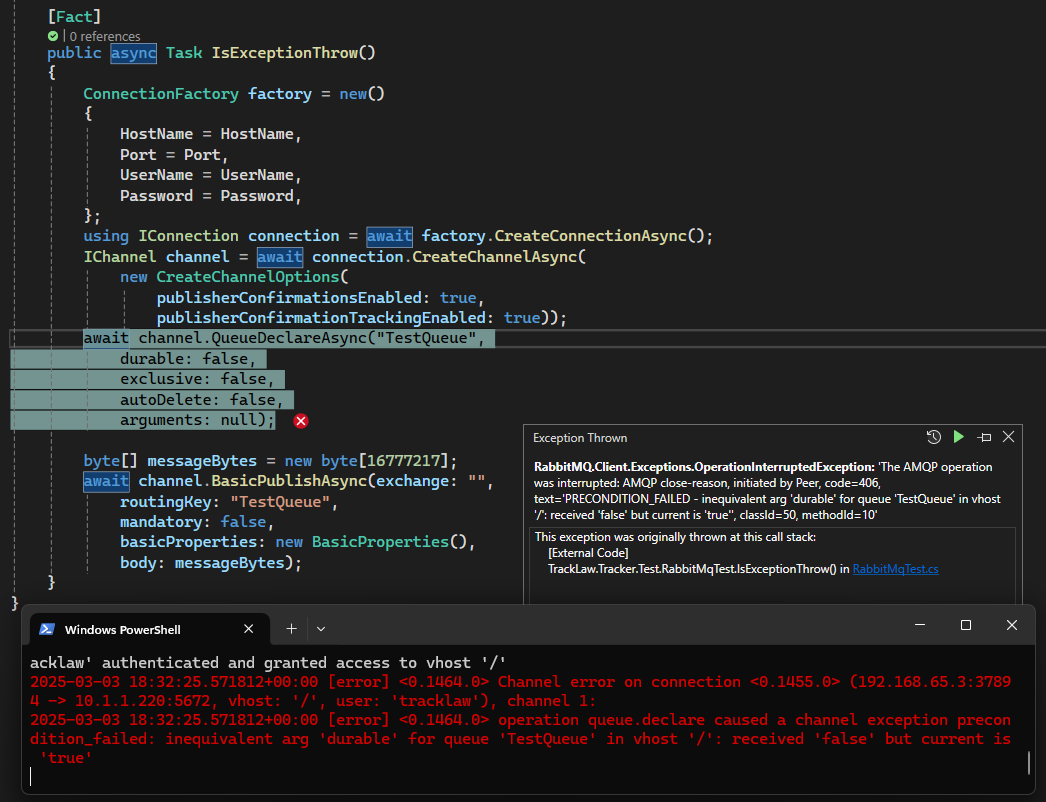 [Fact]
| 0 references
public async Task IsExceptionThrow()
{
ConnectionFactory factory = new()
{
HostName = HostName,
Port = Port,
UserName = UserName,
Password = Password,
};
using IConnection connection = await factory.CreateConnectionAsync();
IChannel channel = await connection.CreateChannelAsync(
new CreateChannelOptions(
publisherConfirmationsEnabled: true,
publisherConfirmationTrackingEnabled: true));
await channel.QueueDeclareAsync("TestQueue",
durable: false,
exclusive: false,
autoDelete: false,
arguments: null);
byte[] messageBytes = new byte[16777217];
await channel.BasicPublishAsync(exchange: "",
routingKey: "TestQueue",
mandatory: false,
basicProperties: new BasicProperties(),
body: messageBytes);
}
}
Exception Thrown
RabbitMQ.Client.Exceptions.OperationInterruptedException: 'The AMQP operation
was interrupted: AMQP close-reason, initiated by Peer, code=406,
text='PRECONDITION_FAILED - inequivalent arg 'durable' for queue 'TestQueue' in vhost
'/': received 'false' but current is 'true'', classId=50, methodId=10'
This exception was originally thrown at this call stack:
[External Code]
TrackLaw.Tracker.Test.RabbitMqTest.IsExceptionThrow() in RabbitMqTest.cs
Windows PowerShell
acklaw' authenticated and granted access to vhost '/'
2025-03-03 18:32:25.571812+00:00 [error] <0.1464.0> Channel error on connection <0.1455.0> (192.168.65.3:3789
4 -> 10.1.1.220:5672, vhost: '/', user: 'tracklaw'), channel 1:
2025-03-03 18:32:25.571812+00:00 [error] <0.1464.0> operation queue.declare caused a channel exception precon
dition_failed: inequivalent arg 'durable' for queue 'TestQueue' in vhost '/': received 'false' but current is
'true'